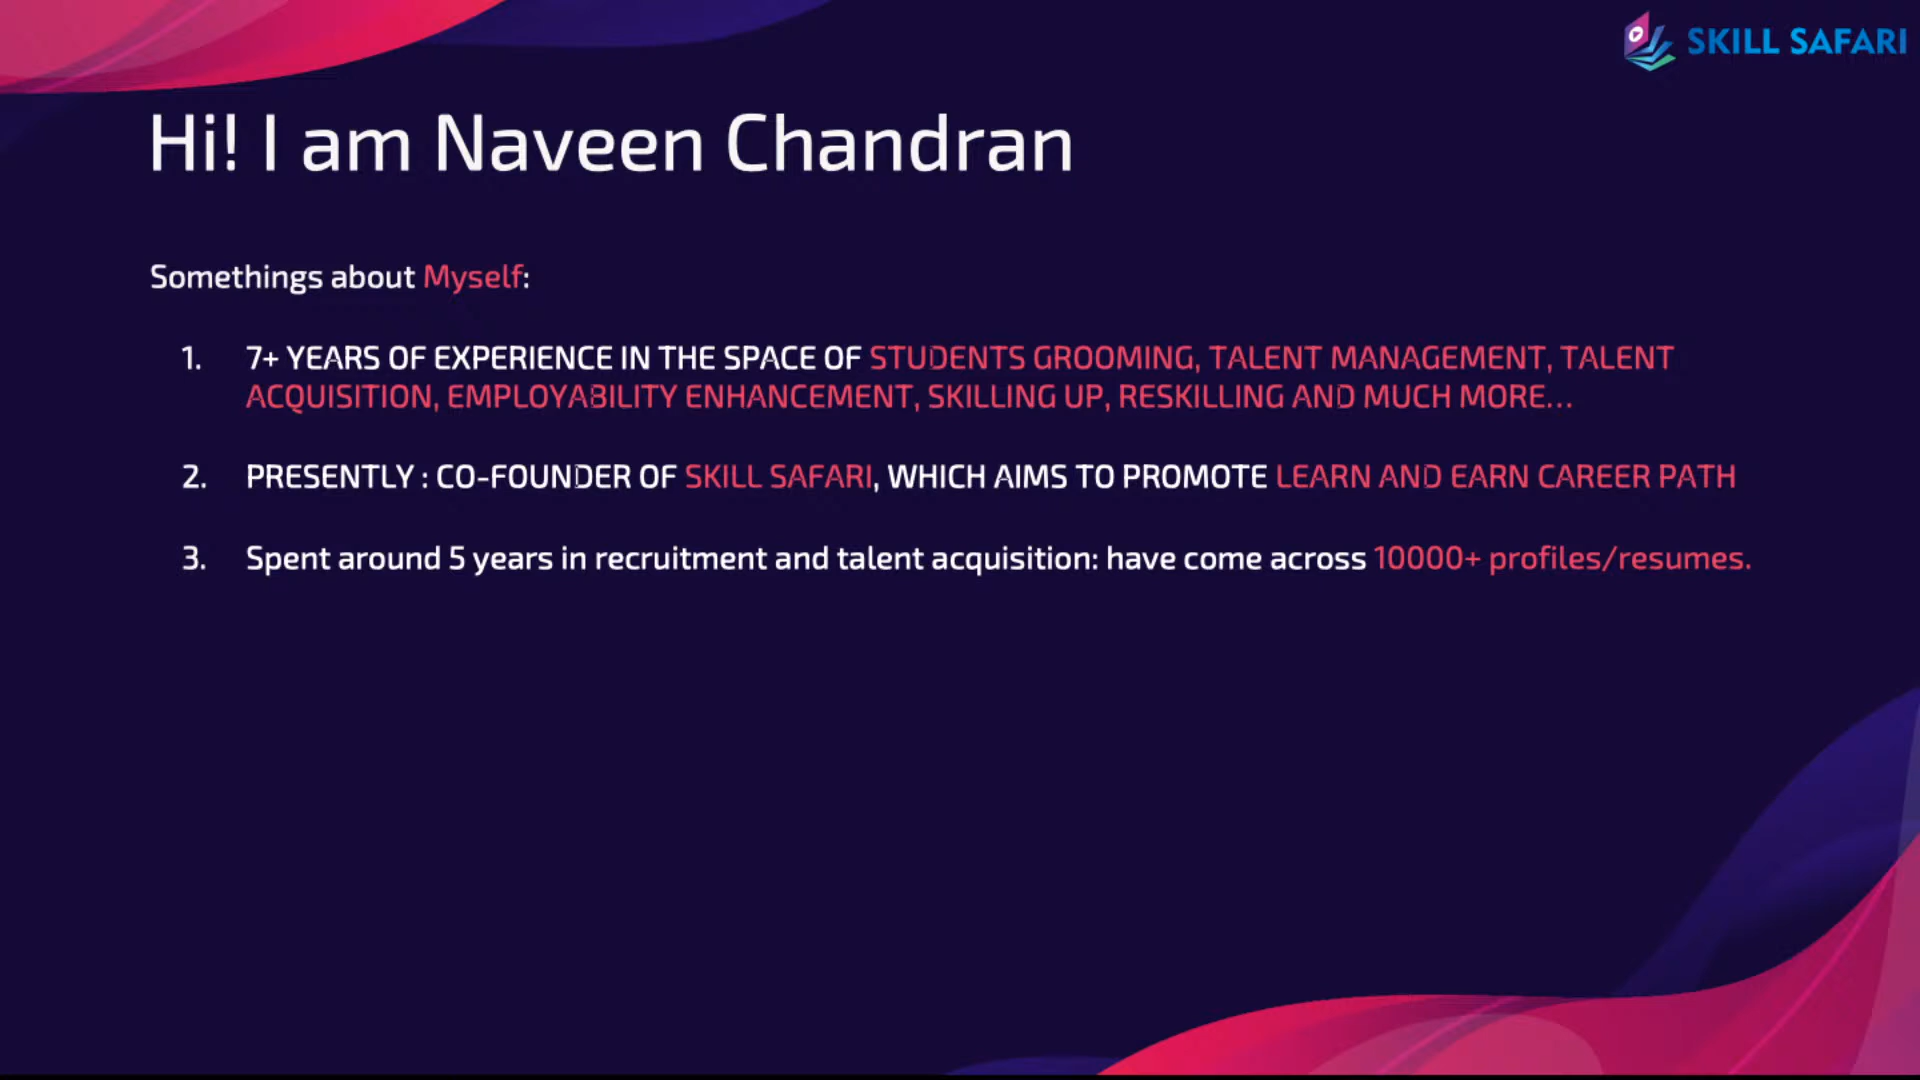 SKILL SAFARI
Hi! I am Naveen Chandran
Somethings about Myself:
1. 7+ YEARS OF EXPERIENCE IN THE SPACE OF STUDENTS GROOMING, TALENT MANAGEMENT, TALENT
ACQUISITION, EMPLOYABILITY ENHANCEMENT, SKILLING UP, RESKILLING AND MUCH MORE...
2. PRESENTLY : CO-FOUNDER OF SKILL SAFARI, WHICH AIMS TO PROMOTE LEARN AND EARN CAREER PATH
3. Spent around 5 years in recruitment and talent acquisition: have come across 10000+ profiles/resumes.